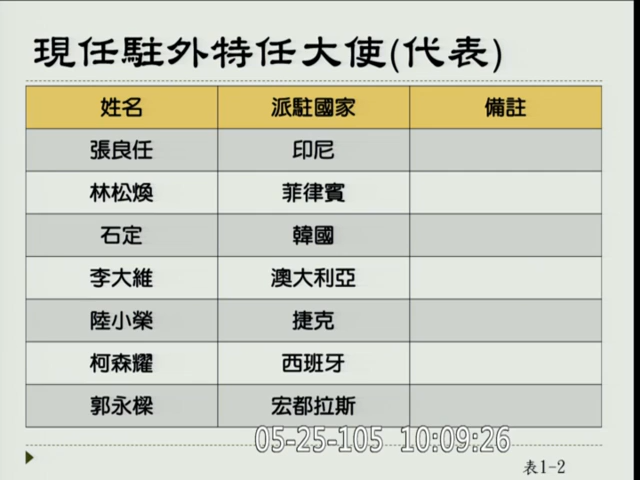 現任駐外特任大使(代表)
姓名 派駐國家 備註
張良任 印尼
林松煥 菲律賓
石定 韓國
李大維 澳大利亞
陸小榮 捷克
柯森耀 西班牙
郭永樑 宏都拉斯
05-25-105 10:09:26
表1-2